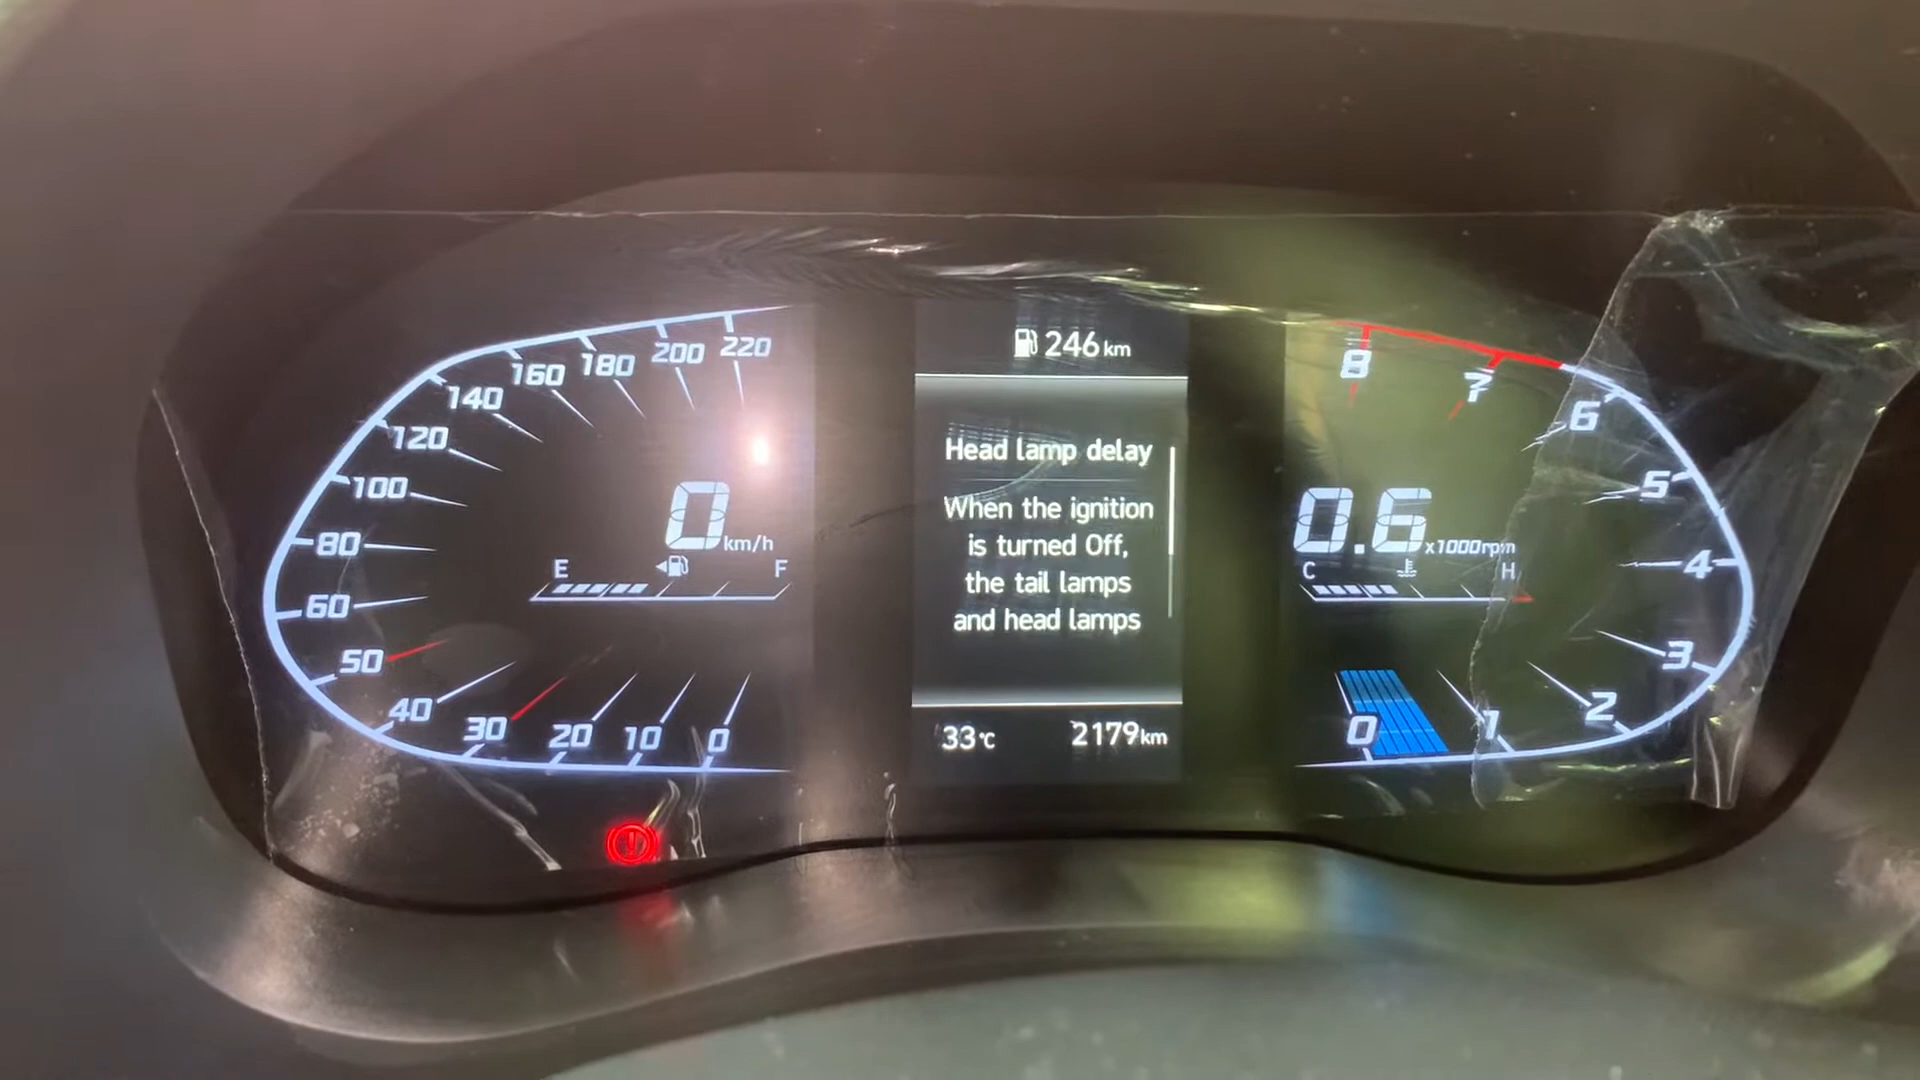 220
200
180
160
140
120
100
80
60
50
40
30
20
10
0
0 km/h
E F
246 km
Head lamp delay
When the ignition
is turned Off,
the tail lamps
and head lamps
33°C 2179km
8
7
6
5
4
3
2
1
0
0.6 x1000rpm
C H